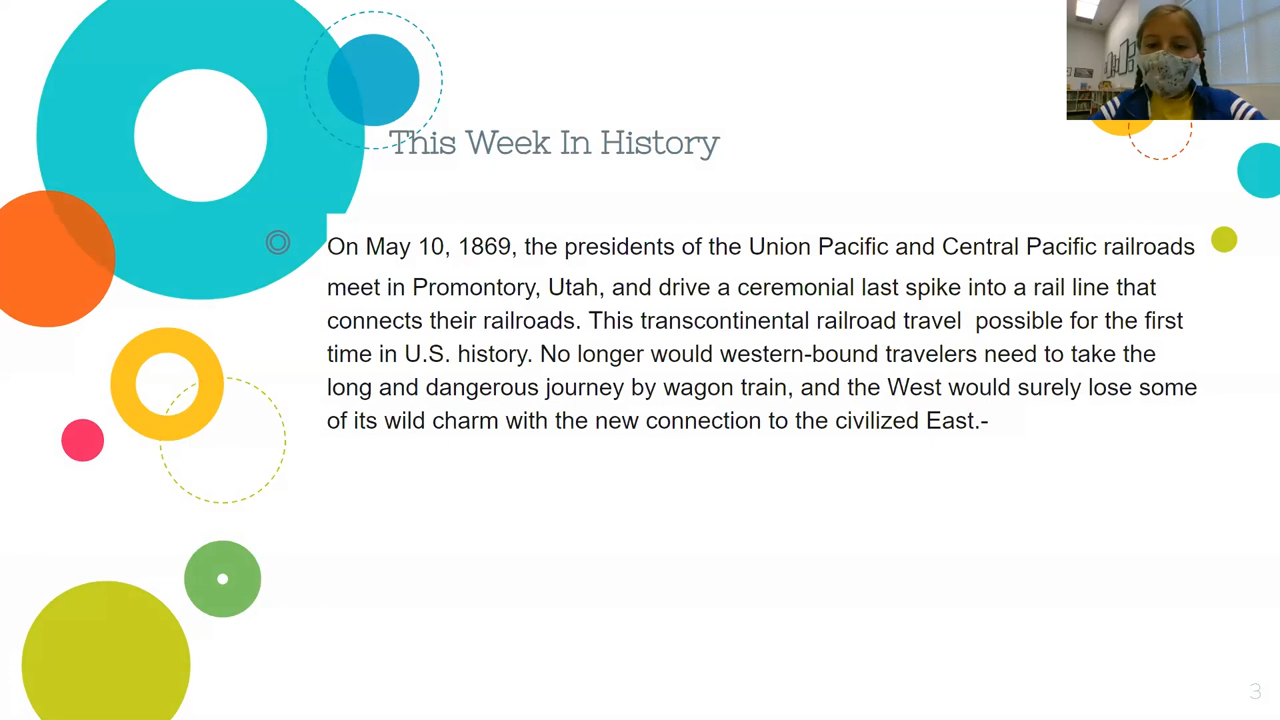 This Week In History
On May 10, 1869, the presidents of the Union Pacific and Central Pacific railroads
meet in Promontory, Utah, and drive a ceremonial last spike into a rail line that
connects their railroads. This transcontinental railroad travel  possible for the first
time in U.S. history. No longer would western-bound travelers need to take the
long and dangerous journey by wagon train, and the West would surely lose some
of its wild charm with the new connection to the civilized East.-
3